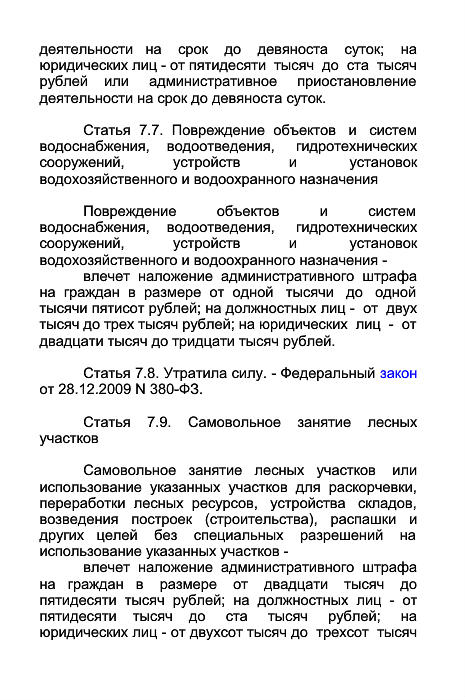 деятельности на срок до девяноста суток; на
юридических лиц - от пятидесяти тысяч до ста тысяч
рублей или административное приостановление
деятельности на срок до девяноста суток.
Статья 7.7. Повреждение объектов и систем
водоснабжения, водоотведения, гидротехнических
сооружений, устройств и установок
водохозяйственного и водоохранного назначения
Повреждение объектов и систем
водоснабжения, водоотведения, гидротехнических
сооружений, устройств и установок
водохозяйственного и водоохранного назначения -
влечет наложение административного штрафа
на граждан в размере от одной тысячи до одной
тысячи пятисот рублей; на должностных лиц - от двух
тысяч до трех тысяч рублей; на юридических лиц - от
двадцати тысяч до тридцати тысяч рублей.
Статья 7.8. Утратила силу. - Федеральный закон
от 28.12.2009 N 380-ФЗ.
Статья 7.9. Самовольное занятие лесных
участков
Самовольное занятие лесных участков или
использование указанных участков для раскорчевки,
переработки лесных ресурсов, устройства складов,
возведения построек (строительства), распашки и
других целей без специальных разрешений на
использование указанных участков -
влечет наложение административного штрафа
на граждан в размере от двадцати тысяч до
пятидесяти тысяч рублей; на должностных лиц - от
пятидесяти тысяч до ста тысяч рублей; на
юридических лиц - от двухсот тысяч до трехсот тысяч